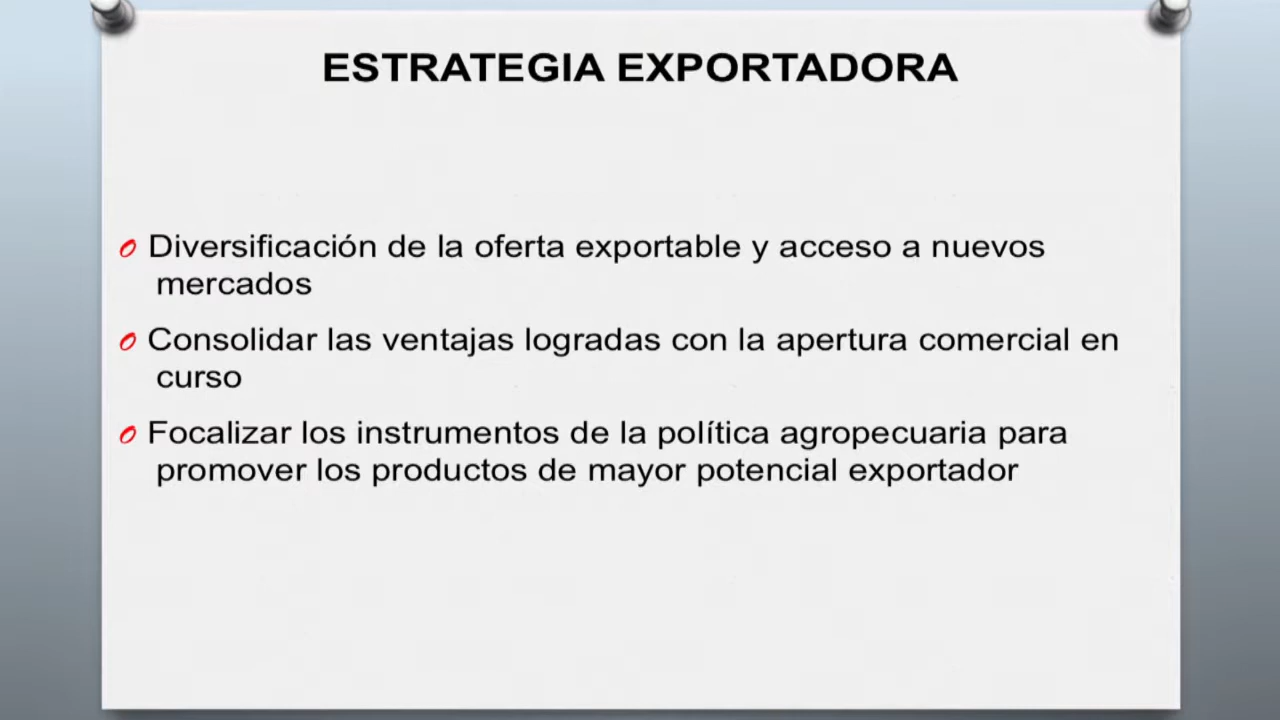 ESTRATEGIA EXPORTADORA
Diversificación de la oferta exportable y acceso a nuevos
mercados
Consolidar las ventajas logradas con la apertura comercial en
curso
Focalizar los instrumentos de la política agropecuaria para
promover los productos de mayor potencial exportador